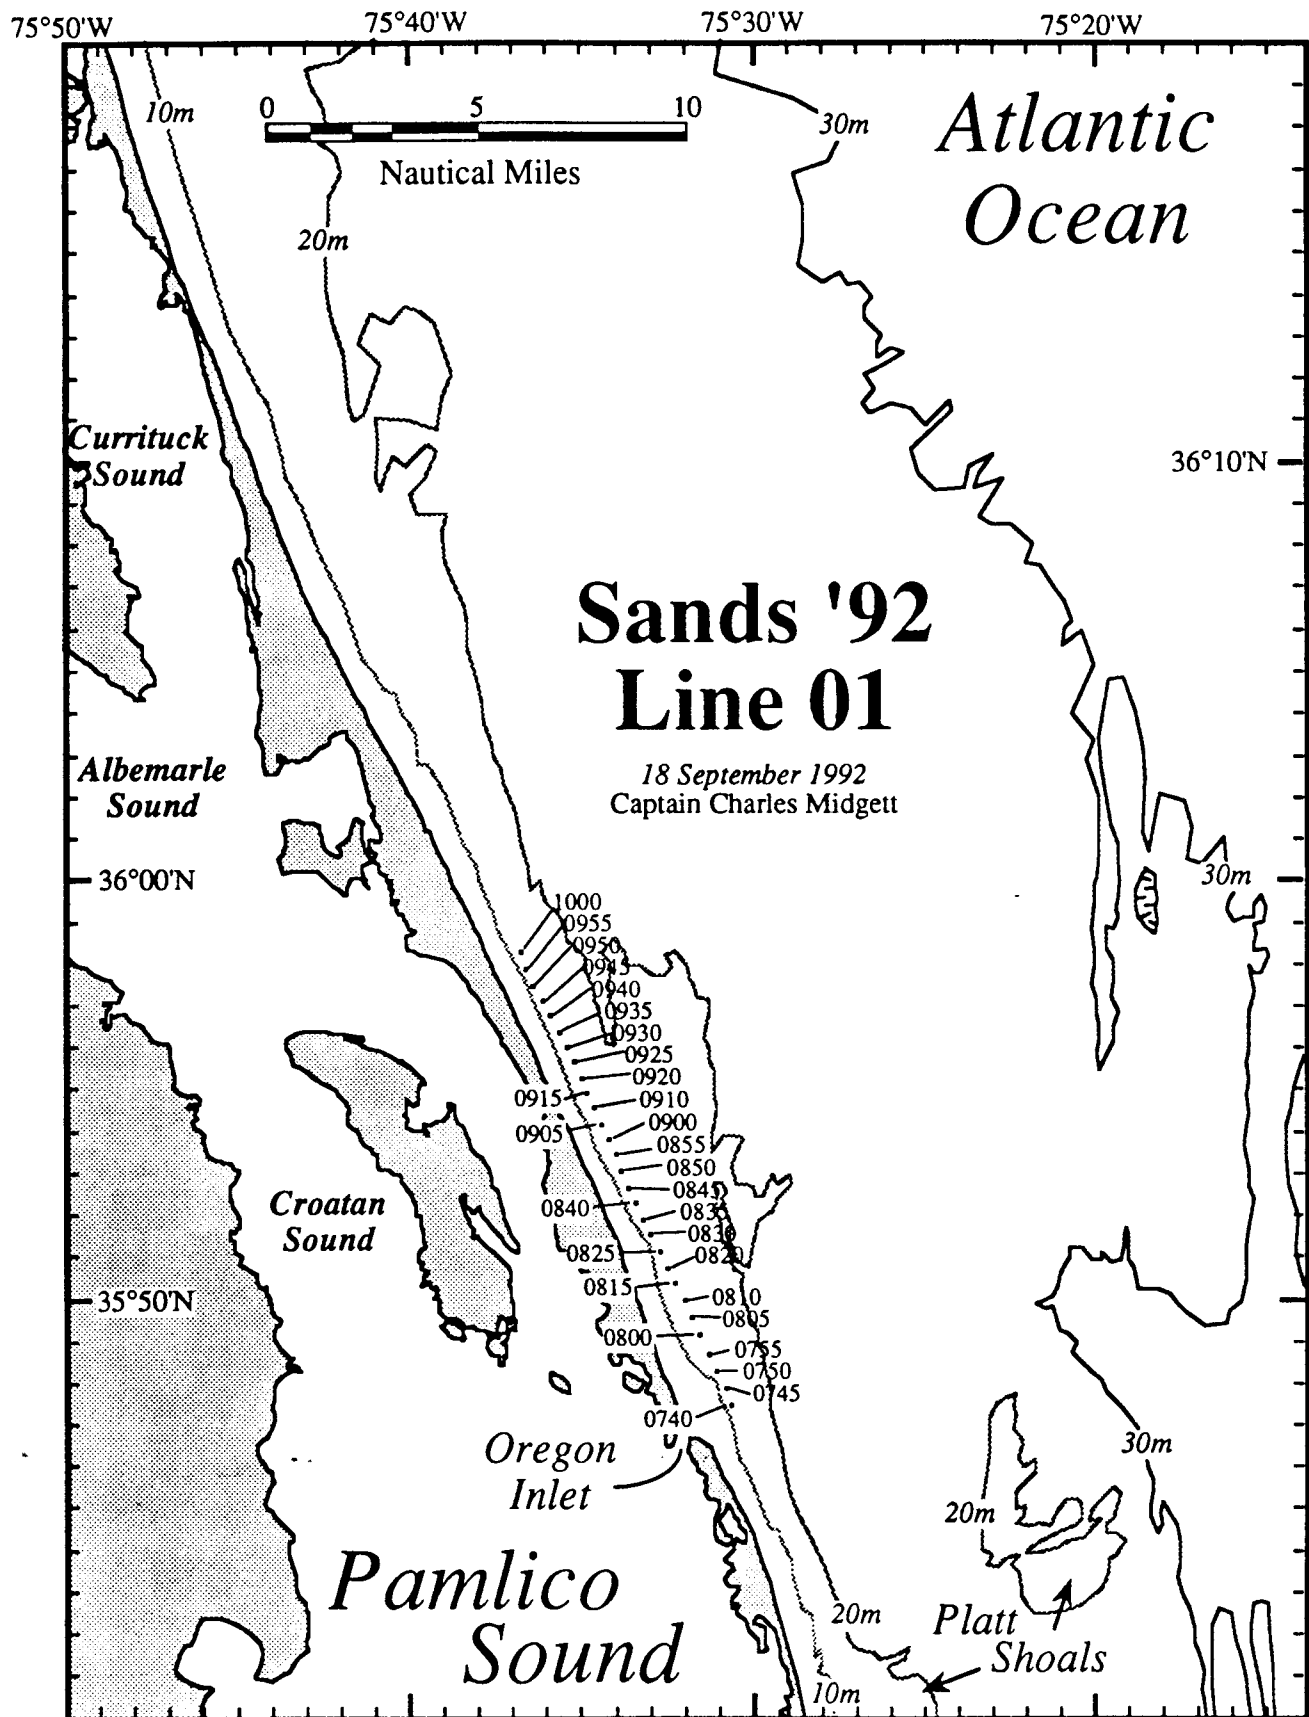 75°50'W
75°40'W
75°30'W
75°20'W
10m
0 5 10
Nautical Miles
30m
Atlantic
Ocean
20m
Currituck
Sound
36°10'N
Sands '92
Line 01
18 September 1992
Captain Charles Midgett
Albemarle
Sound
36°00'N
30m
1000
0955
0950
0945
0940
0935
0930
0925
0920
0915
0910
0905
0900
0855
0850
0845
0840
0835
0830
0825
0820
0815
0810
0805
0800
0755
0750
0745
0740
Croatan
Sound
35°50'N
Oregon
Inlet
30m
20m
Pamlico
Sound
20m
Platt
Shoals
10m